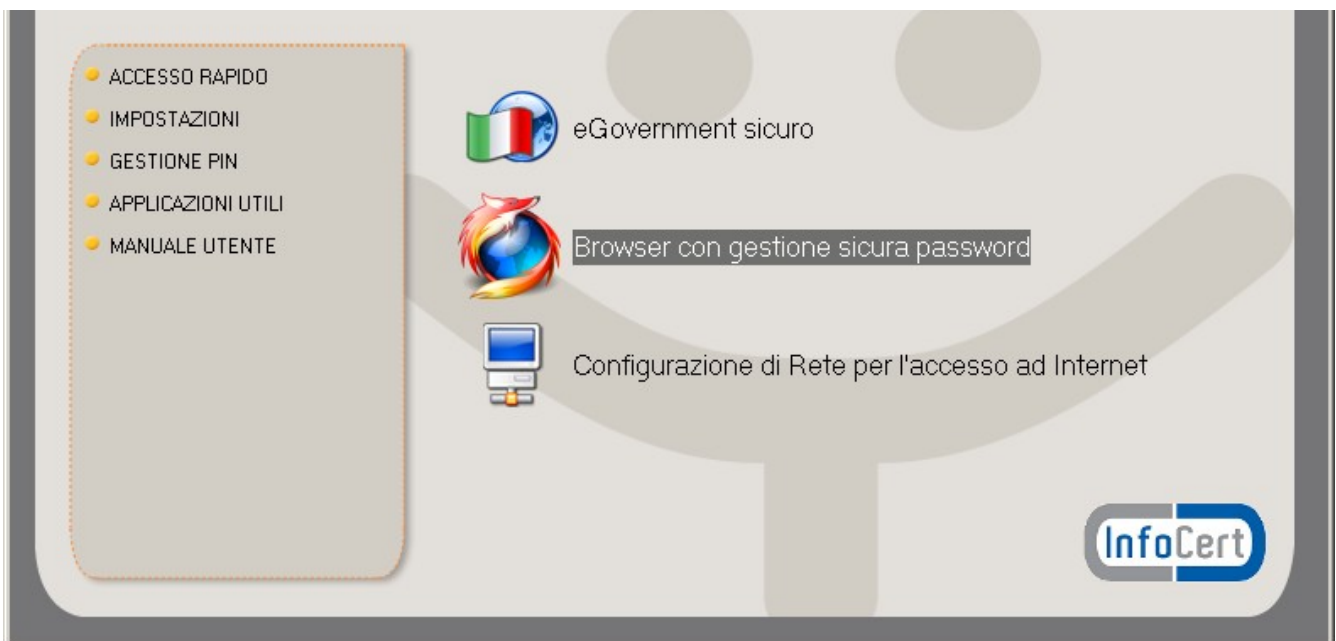 ACCESSO RAPIDO
IMPOSTAZIONI
GESTIONE PIN
APPLICAZIONI UTILI
MANUALE UTENTE
eGovernment sicuro
Browser con gestione sicura password
Configurazione di Rete per l'accesso ad Internet
InfoCert